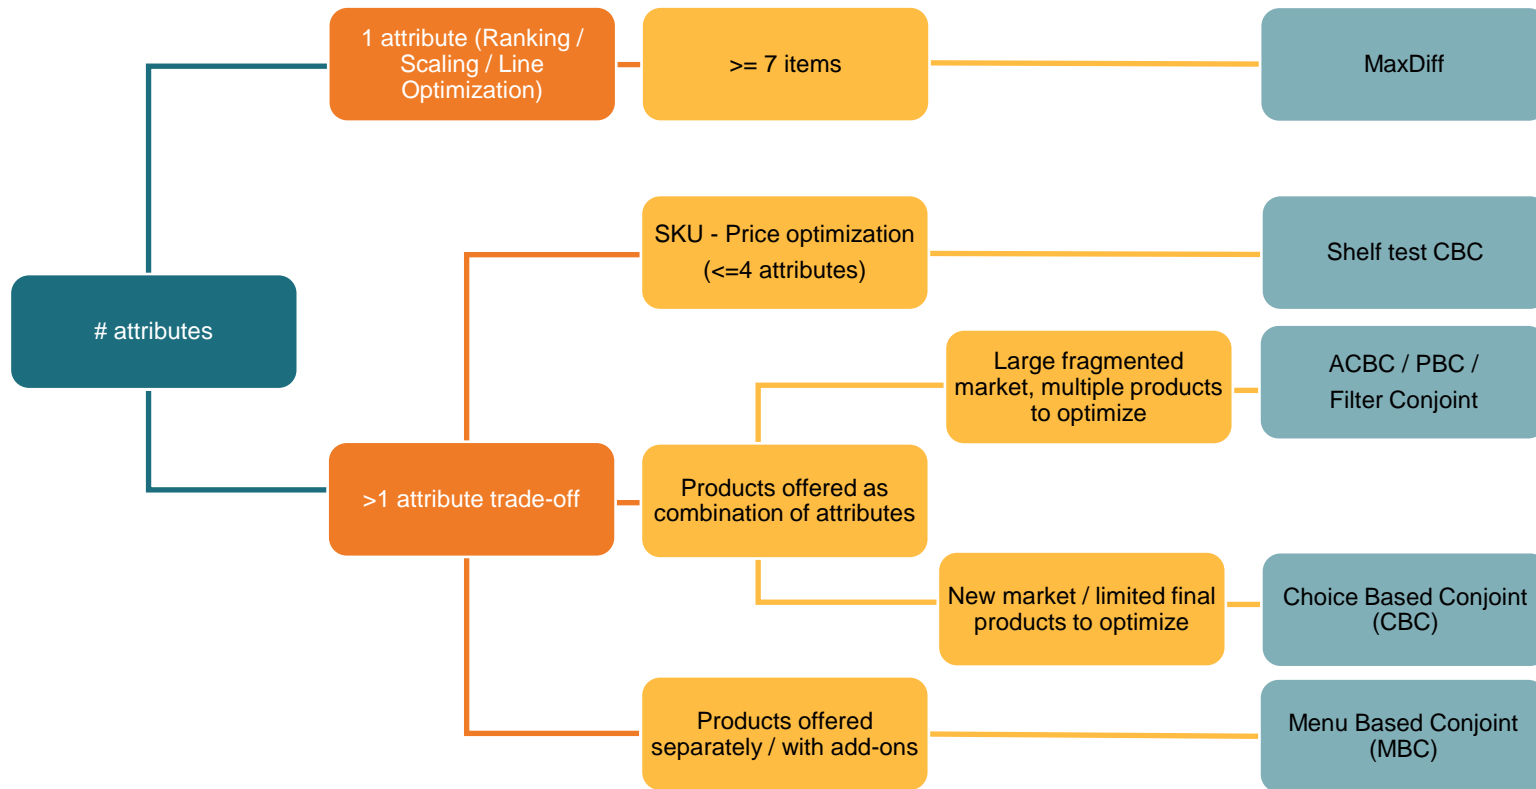 1 attribute (Ranking /
Scaling / Line
Optimization)
>= 7 items
MaxDiff
SKU - Price optimization
(<=4 attributes)
Shelf test CBC
# attributes
Large fragmented
market, multiple products
to optimize
ACBC / PBC /
Filter Conjoint
>1 attribute trade-off
Products offered as
combination of attributes
New market / limited final
products to optimize
Choice Based Conjoint
(CBC)
Products offered
separately / with add-ons
Menu Based Conjoint
(MBC)